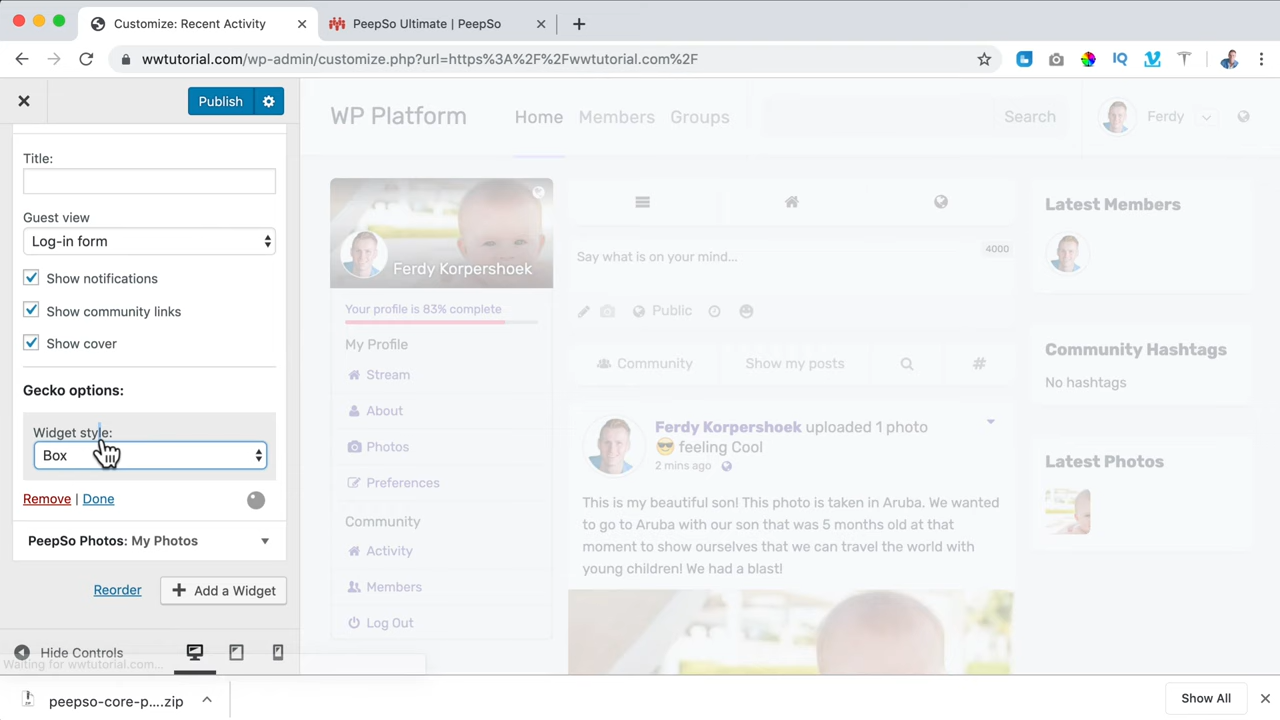 Customize: Recent Activity
PeepSo Ultimate | PeepSo
wwtutorial.com/wp-admin/customize.php?url=https%3A%2F%2Fwwtutorial.com%2F
IQ
Publish
Title:
Guest view
Log-in form
Show notifications
Show community links
Show cover
Gecko options:
Widget style:
Box
Remove | Done
PeepSo Photos: My Photos
Reorder
Add a Widget
Hide Controls
Waiting for wwtutorial.com...
WP Platform
Home
Members
Groups
Search
Ferdy
Ferdy Korpershoek
Your profile is 83% complete
My Profile
Stream
About
Photos
Preferences
Community
Activity
Members
Log Out
Say what is on your mind...
4000
Public
Community
Show my posts
#
Ferdy Korpershoek uploaded 1 photo
😎 feeling Cool
2 mins ago
This is my beautiful son! This photo is taken in Aruba. We wanted
to go to Aruba with our son that was 5 months old at that
moment to show ourselves that we can travel the world with
young children! We had a blast!
Latest Members
Community Hashtags
No hashtags
Latest Photos
peepso-core-p....zip
Show All